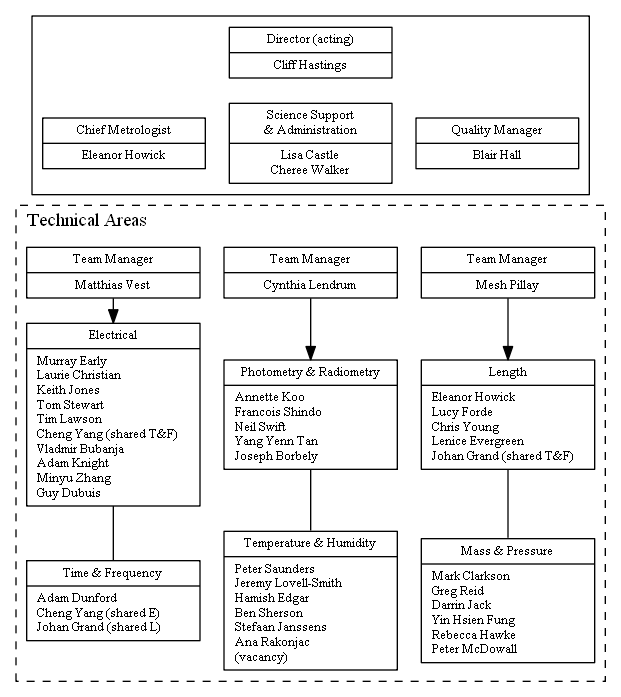 Director (acting)
Cliff Hastings
Chief Metrologist
Eleanor Howick
Science Support
& Administration
Lisa Castle
Cheree Walker
Quality Manager
Blair Hall
Technical Areas
Team Manager
Matthias Vest
Electrical
Murray Early
Laurie Christian
Keith Jones
Tom Stewart
Tim Lawson
Cheng Yang (shared T&F)
Vladmir Bubanja
Adam Knight
Minyu Zhang
Guy Dubuis
Time & Frequency
Adam Dunford
Cheng Yang (shared E)
Johan Grand (shared L)
Team Manager
Cynthia Lendrum
Photometry & Radiometry
Annette Koo
Francois Shindo
Neil Swift
Yang Yenn Tan
Joseph Borbely
Temperature & Humidity
Peter Saunders
Jeremy Lovell-Smith
Hamish Edgar
Ben Sherson
Stefaan Janssens
Ana Rakonjac
(vacancy)
Team Manager
Mesh Pillay
Length
Eleanor Howick
Lucy Forde
Chris Young
Lenice Evergreen
Johan Grand (shared T&F)
Mass & Pressure
Mark Clarkson
Greg Reid
Darrin Jack
Yin Hsien Fung
Rebecca Hawke
Peter McDowall